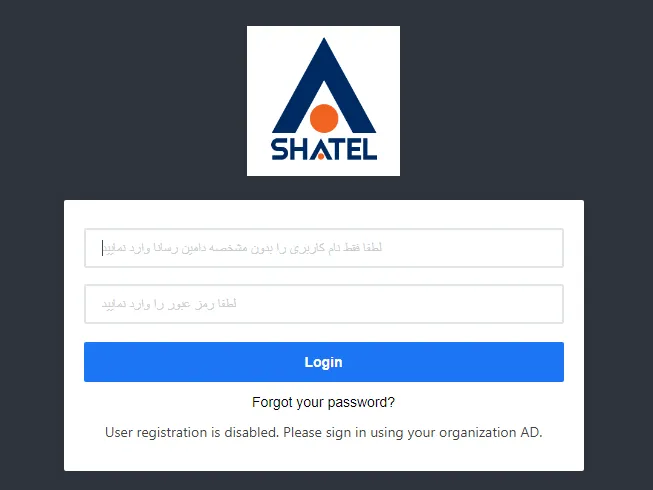 SHATEL
لطفا فقط نام کاربری را بدون مشخصه دامین رسانا وارد نمایید
لطفا رمز عبور را وارد نمایید
Login
Forgot your password?
User registration is disabled. Please sign in using your organization AD.